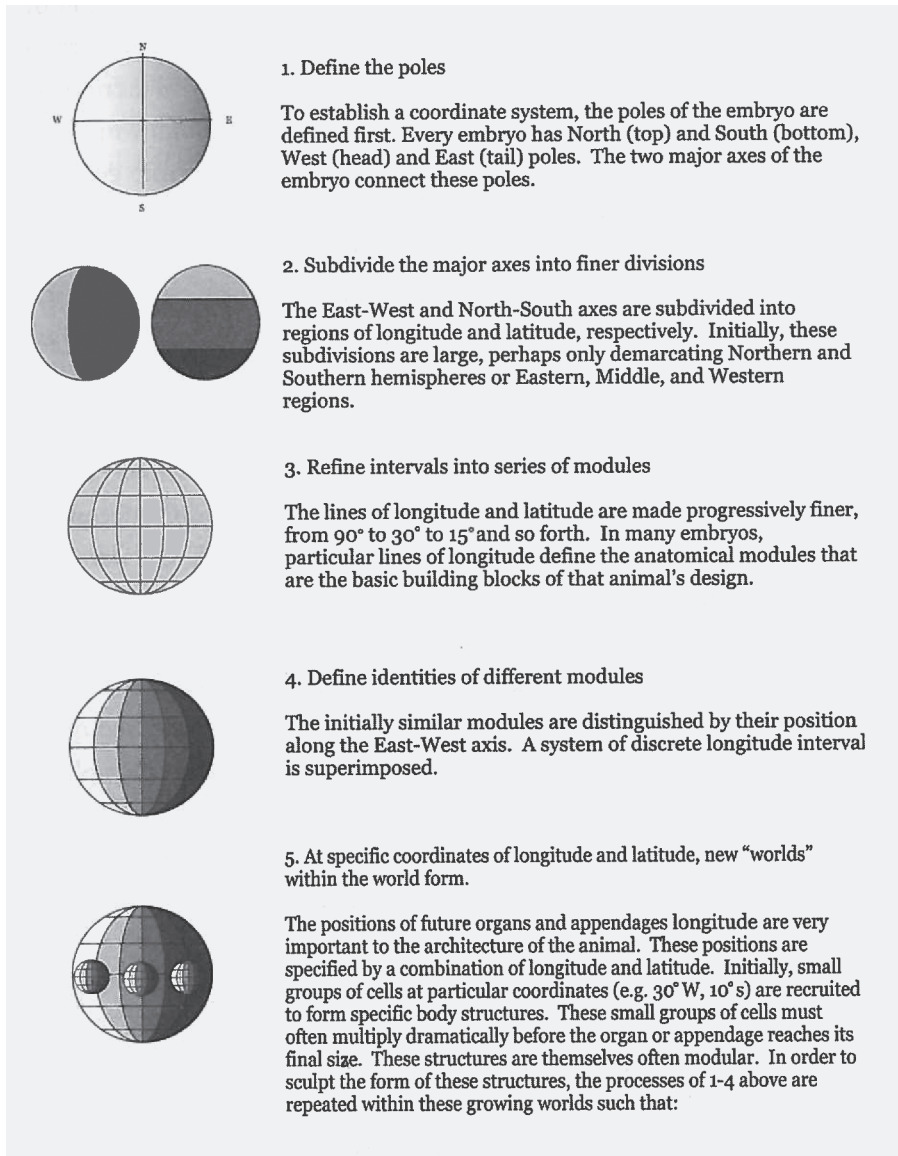 N
W
E
S
1. Define the poles
To establish a coordinate system, the poles of the embryo are
defined first. Every embryo has North (top) and South (bottom),
West (head) and East (tail) poles. The two major axes of the
embryo connect these poles.
2. Subdivide the major axes into finer divisions
The East-West and North-South axes are subdivided into
regions of longitude and latitude, respectively. Initially, these
subdivisions are large, perhaps only demarcating Northern and
Southern hemispheres or Eastern, Middle, and Western
regions.
3. Refine intervals into series of modules
The lines of longitude and latitude are made progressively finer,
from 90° to 30° to 15° and so forth. In many embryos,
particular lines of longitude define the anatomical modules that
are the basic building blocks of that animal's design.
4. Define identities of different modules
The initially similar modules are distinguished by their position
along the East-West axis. A system of discrete longitude interval
is superimposed.
5. At specific coordinates of longitude and latitude, new “worlds”
within the world form.
The positions of future organs and appendages longitude are very
important to the architecture of the animal. These positions are
specified by a combination of longitude and latitude. Initially, small
groups of cells at particular coordinates (e.g. 30° W, 10° s) are recruited
to form specific body structures. These small groups of cells must
often multiply dramatically before the organ or appendage reaches its
final size. These structures are themselves often modular. In order to
sculpt the form of these structures, the processes of 1-4 above are
repeated within these growing worlds such that: